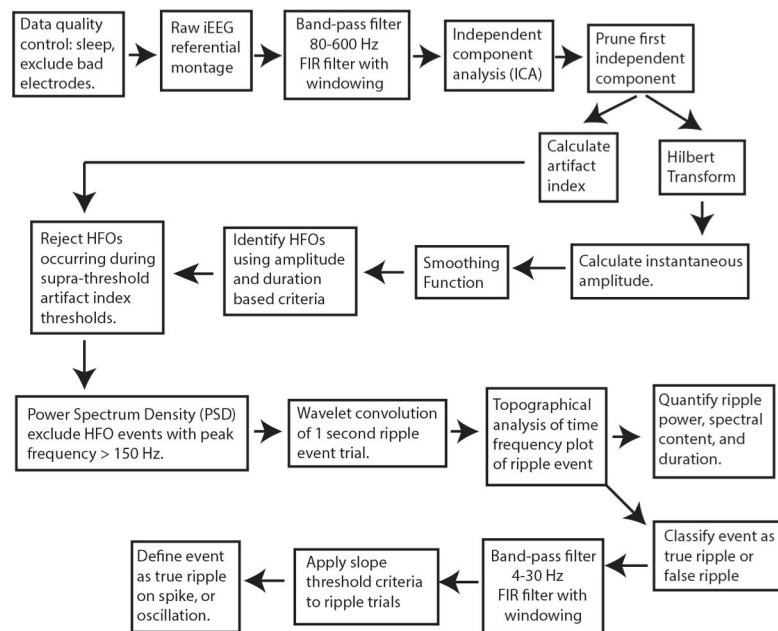 Data quality
control: sleep,
exclude bad
electrodes.
Raw iEEG
referential
montage
Band-pass filter
80-600 Hz
FIR filter with
windowing
Independent
component
analysis (ICA)
Prune first
independent
component
Calculate
artifact
index
Hilbert
Transform
Reject HFOs
occurring during
supra-threshold
artifact index
thresholds.
Identify HFOs
using amplitude
and duration
based criteria
Smoothing
Function
Calculate instantaneous
amplitude.
Power Spectrum Density (PSD)
exclude HFO events with peak
frequency > 150 Hz.
Wavelet convolution
of 1 second ripple
event trial.
Topographical
analysis of time
frequency plot
of ripple event
Quantify ripple
power, spectral
content, and
duration.
Define event
as true ripple
on spike, or
oscillation.
Apply slope
threshold criteria
to ripple trials
Band-pass filter
4-30 Hz
FIR filter with
windowing
Classify event as
true ripple or
false ripple